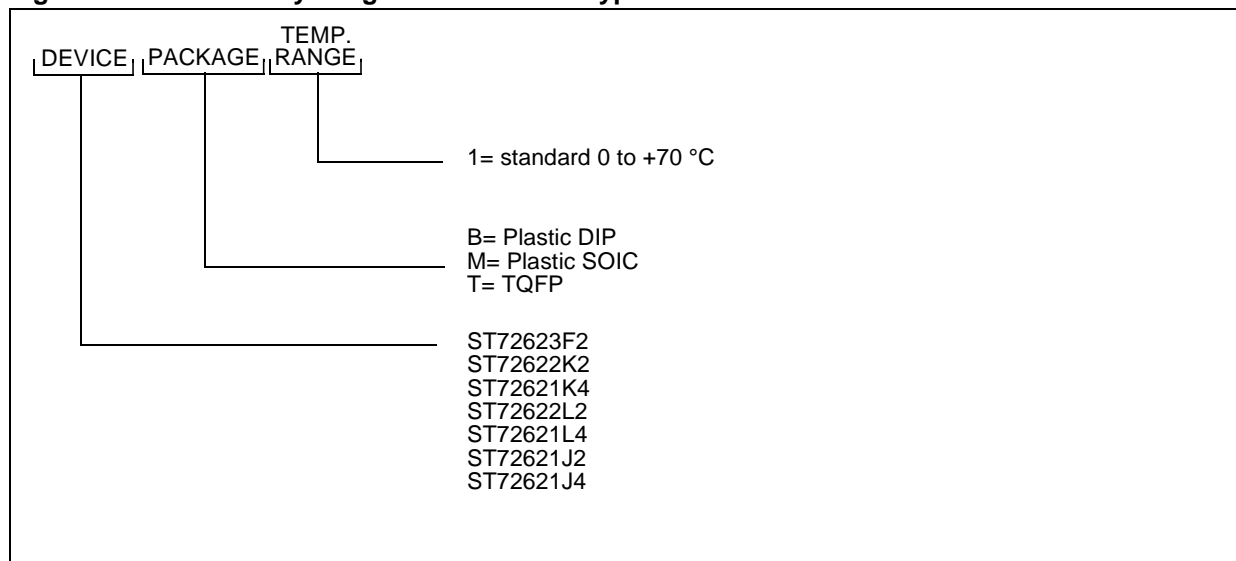 TEMP.
DEVICE PACKAGE RANGE
1= standard 0 to +70 °C
B= Plastic DIP
M= Plastic SOIC
T= TQFP
ST72623F2
ST72622K2
ST72621K4
ST72622L2
ST72621L4
ST72621J2
ST72621J4